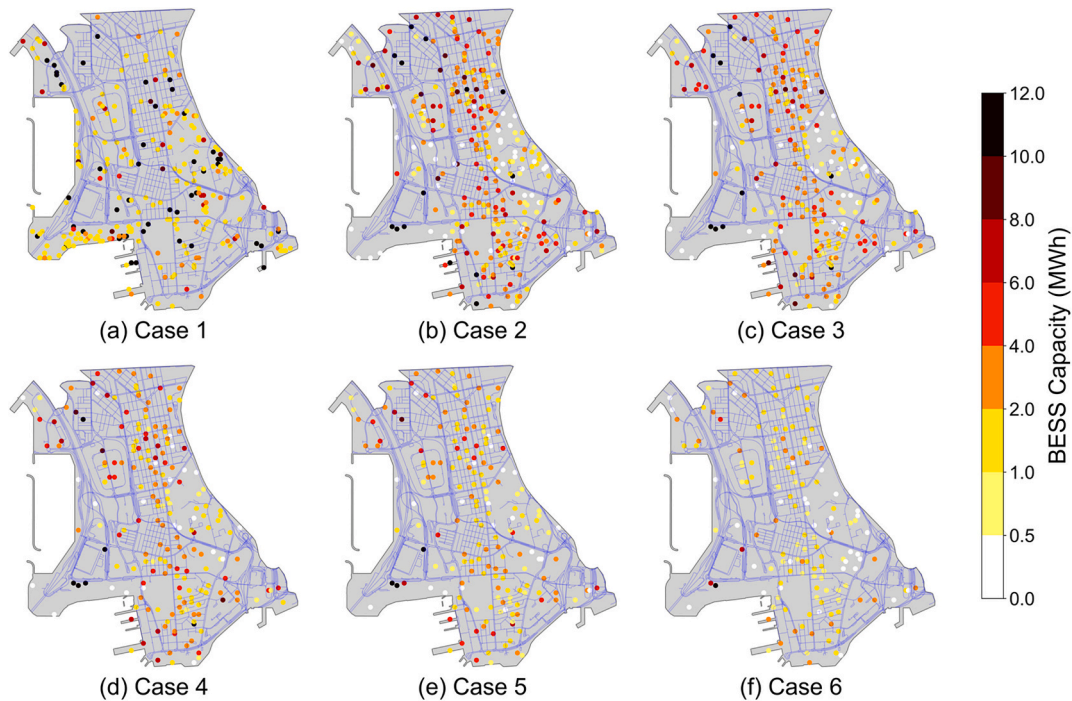 (a) Case 1
(b) Case 2
(c) Case 3
(d) Case 4
(e) Case 5
(f) Case 6
12.0
10.0
8.0
6.0
4.0
2.0
1.0
0.5
0.0
BESS Capacity (MWh)